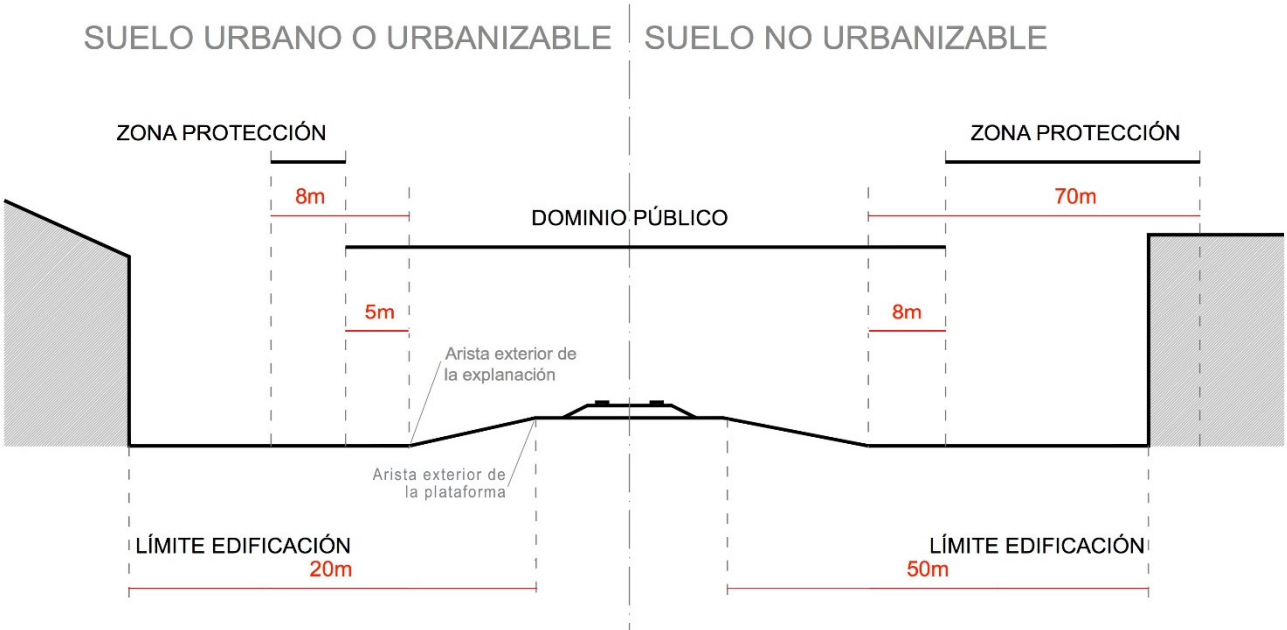 SUELO URBANO O URBANIZABLE
SUELO NO URBANIZABLE
ZONA PROTECCIÓN
ZONA PROTECCIÓN
8m
70m
DOMINIO PÚBLICO
5m
8m
Arista exterior de
la explanación
Arista exterior de
la plataforma
LÍMITE EDIFICACIÓN
20m
LÍMITE EDIFICACIÓN
50m